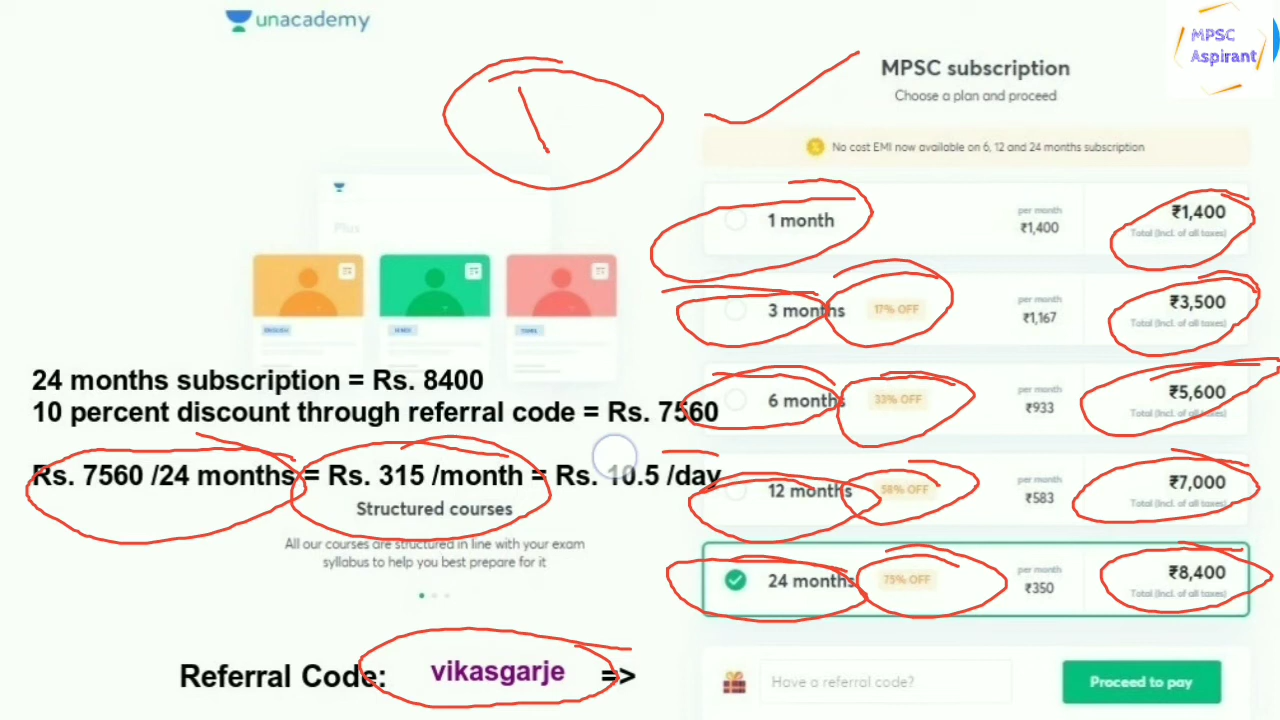 unacademy
MPSC
Aspirant
MPSC subscription
Choose a plan and proceed
No cost EMI now available on 6, 12 and 24 months subscription
1 month
per month
₹1,400
₹1,400
Total (Incl. of all taxes)
3 months
17% OFF
per month
₹1,167
₹3,500
Total (Incl. of all taxes)
6 months
33% OFF
per month
₹933
₹5,600
Total (Incl. of all taxes)
12 months
58% OFF
per month
₹583
₹7,000
Total (Incl. of all taxes)
24 months
75% OFF
per month
₹350
₹8,400
Total (Incl. of all taxes)
Have a referral code?
Proceed to pay
Plus
ENGLISH
HINDI
24 months subscription = Rs. 8400
10 percent discount through referral code = Rs. 7560
Rs. 7560 /24 months = Rs. 315 /month = Rs. 10.5 /day
Structured courses
All our courses are structured in line with your exam
syllabus to help you best prepare for it
Referral Code: vikasgarje =>